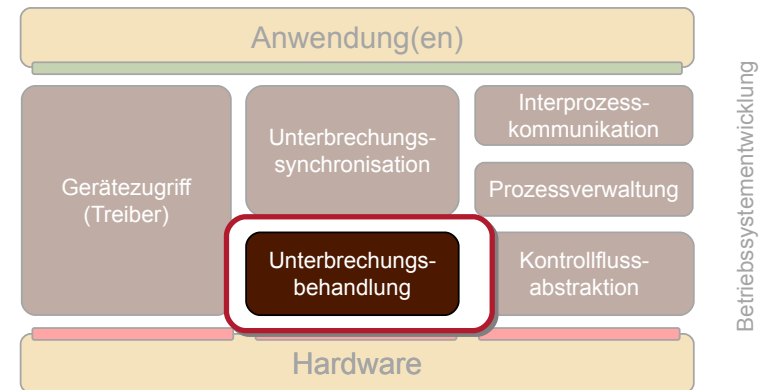 Anwendung(en)
Gerätezugriff
(Treiber)
Unterbrechungs-
synchronisation
Interprozess-
kommunikation
Prozessverwaltung
Unterbrechungs-
behandlung
Kontrollfluss-
abstraktion
Hardware
Betriebssystementwicklung